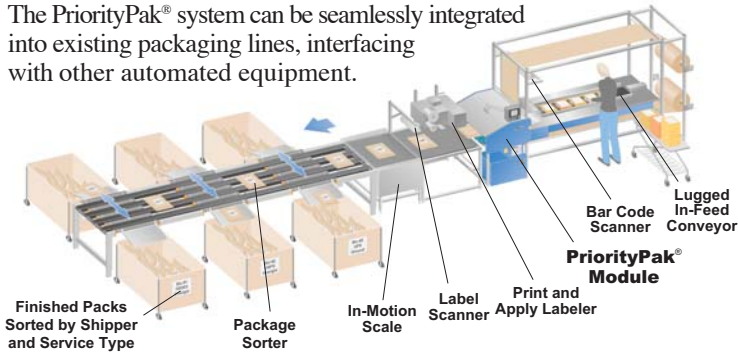 The PriorityPak® system can be seamlessly integrated
into existing packaging lines, interfacing
with other automated equipment.
Lugged
In-Feed
Conveyor
Bar Code
Scanner
PriorityPak®
Module
Print and
Apply Labeler
Label
Scanner
In-Motion
Scale
Package
Sorter
Finished Packs
Sorted by Shipper
and Service Type